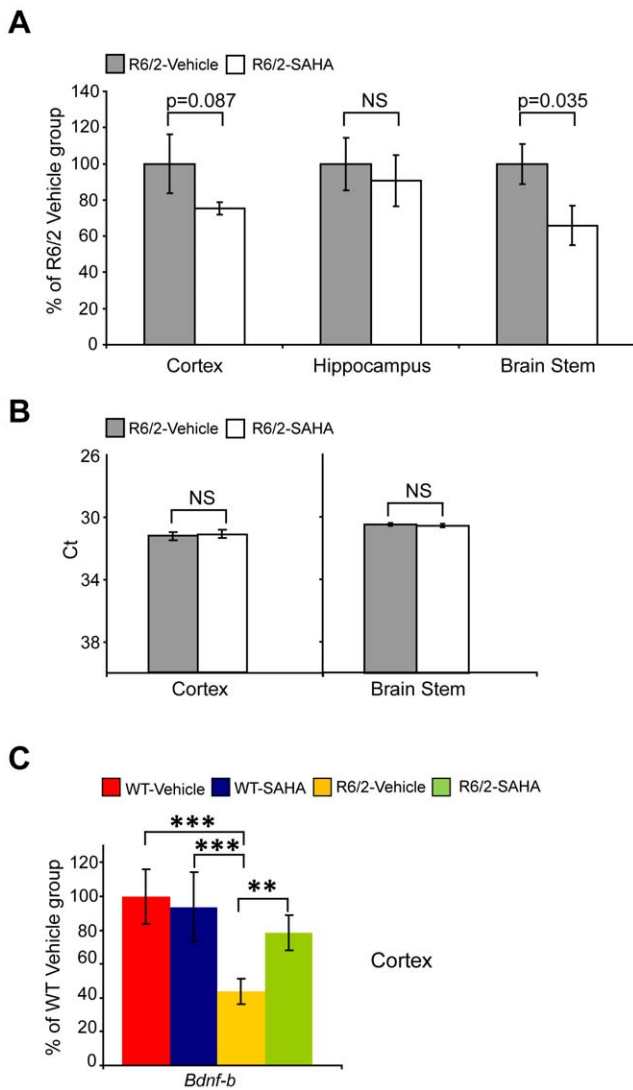 A
R6/2-Vehicle R6/2-SAHA
% of R6/2 Vehicle group
140
120
100
80
60
40
20
0
p=0.087 NS p=0.035
Cortex Hippocampus Brain Stem
B
R6/2-Vehicle R6/2-SAHA
Ct
26
30
34
38
NS NS
Cortex Brain Stem
C
WT-Vehicle WT-SAHA R6/2-Vehicle R6/2-SAHA
% of WT Vehicle group
120
100
80
60
40
20
0
***
***
**
Cortex
Bdnf-b